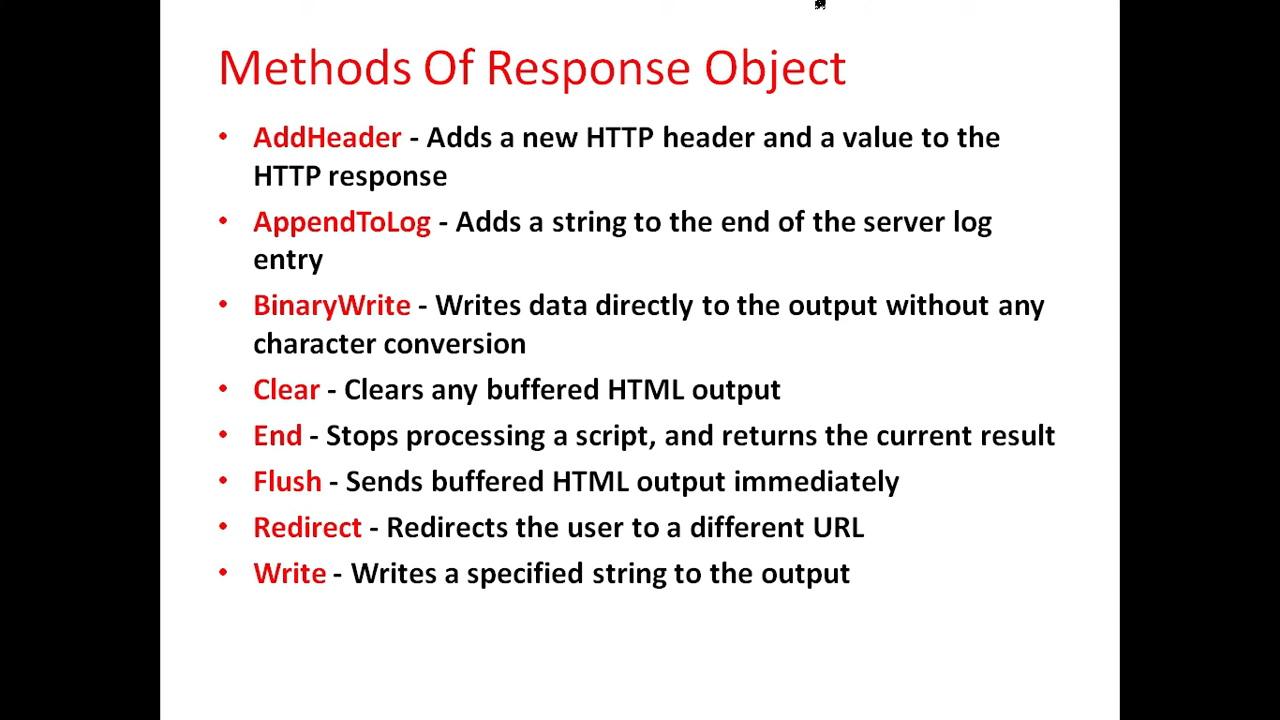 Methods Of Response Object
• AddHeader - Adds a new HTTP header and a value to the
HTTP response
• AppendToLog - Adds a string to the end of the server log
entry
• BinaryWrite - Writes data directly to the output without any
character conversion
• Clear - Clears any buffered HTML output
• End - Stops processing a script, and returns the current result
• Flush - Sends buffered HTML output immediately
• Redirect - Redirects the user to a different URL
• Write - Writes a specified string to the output